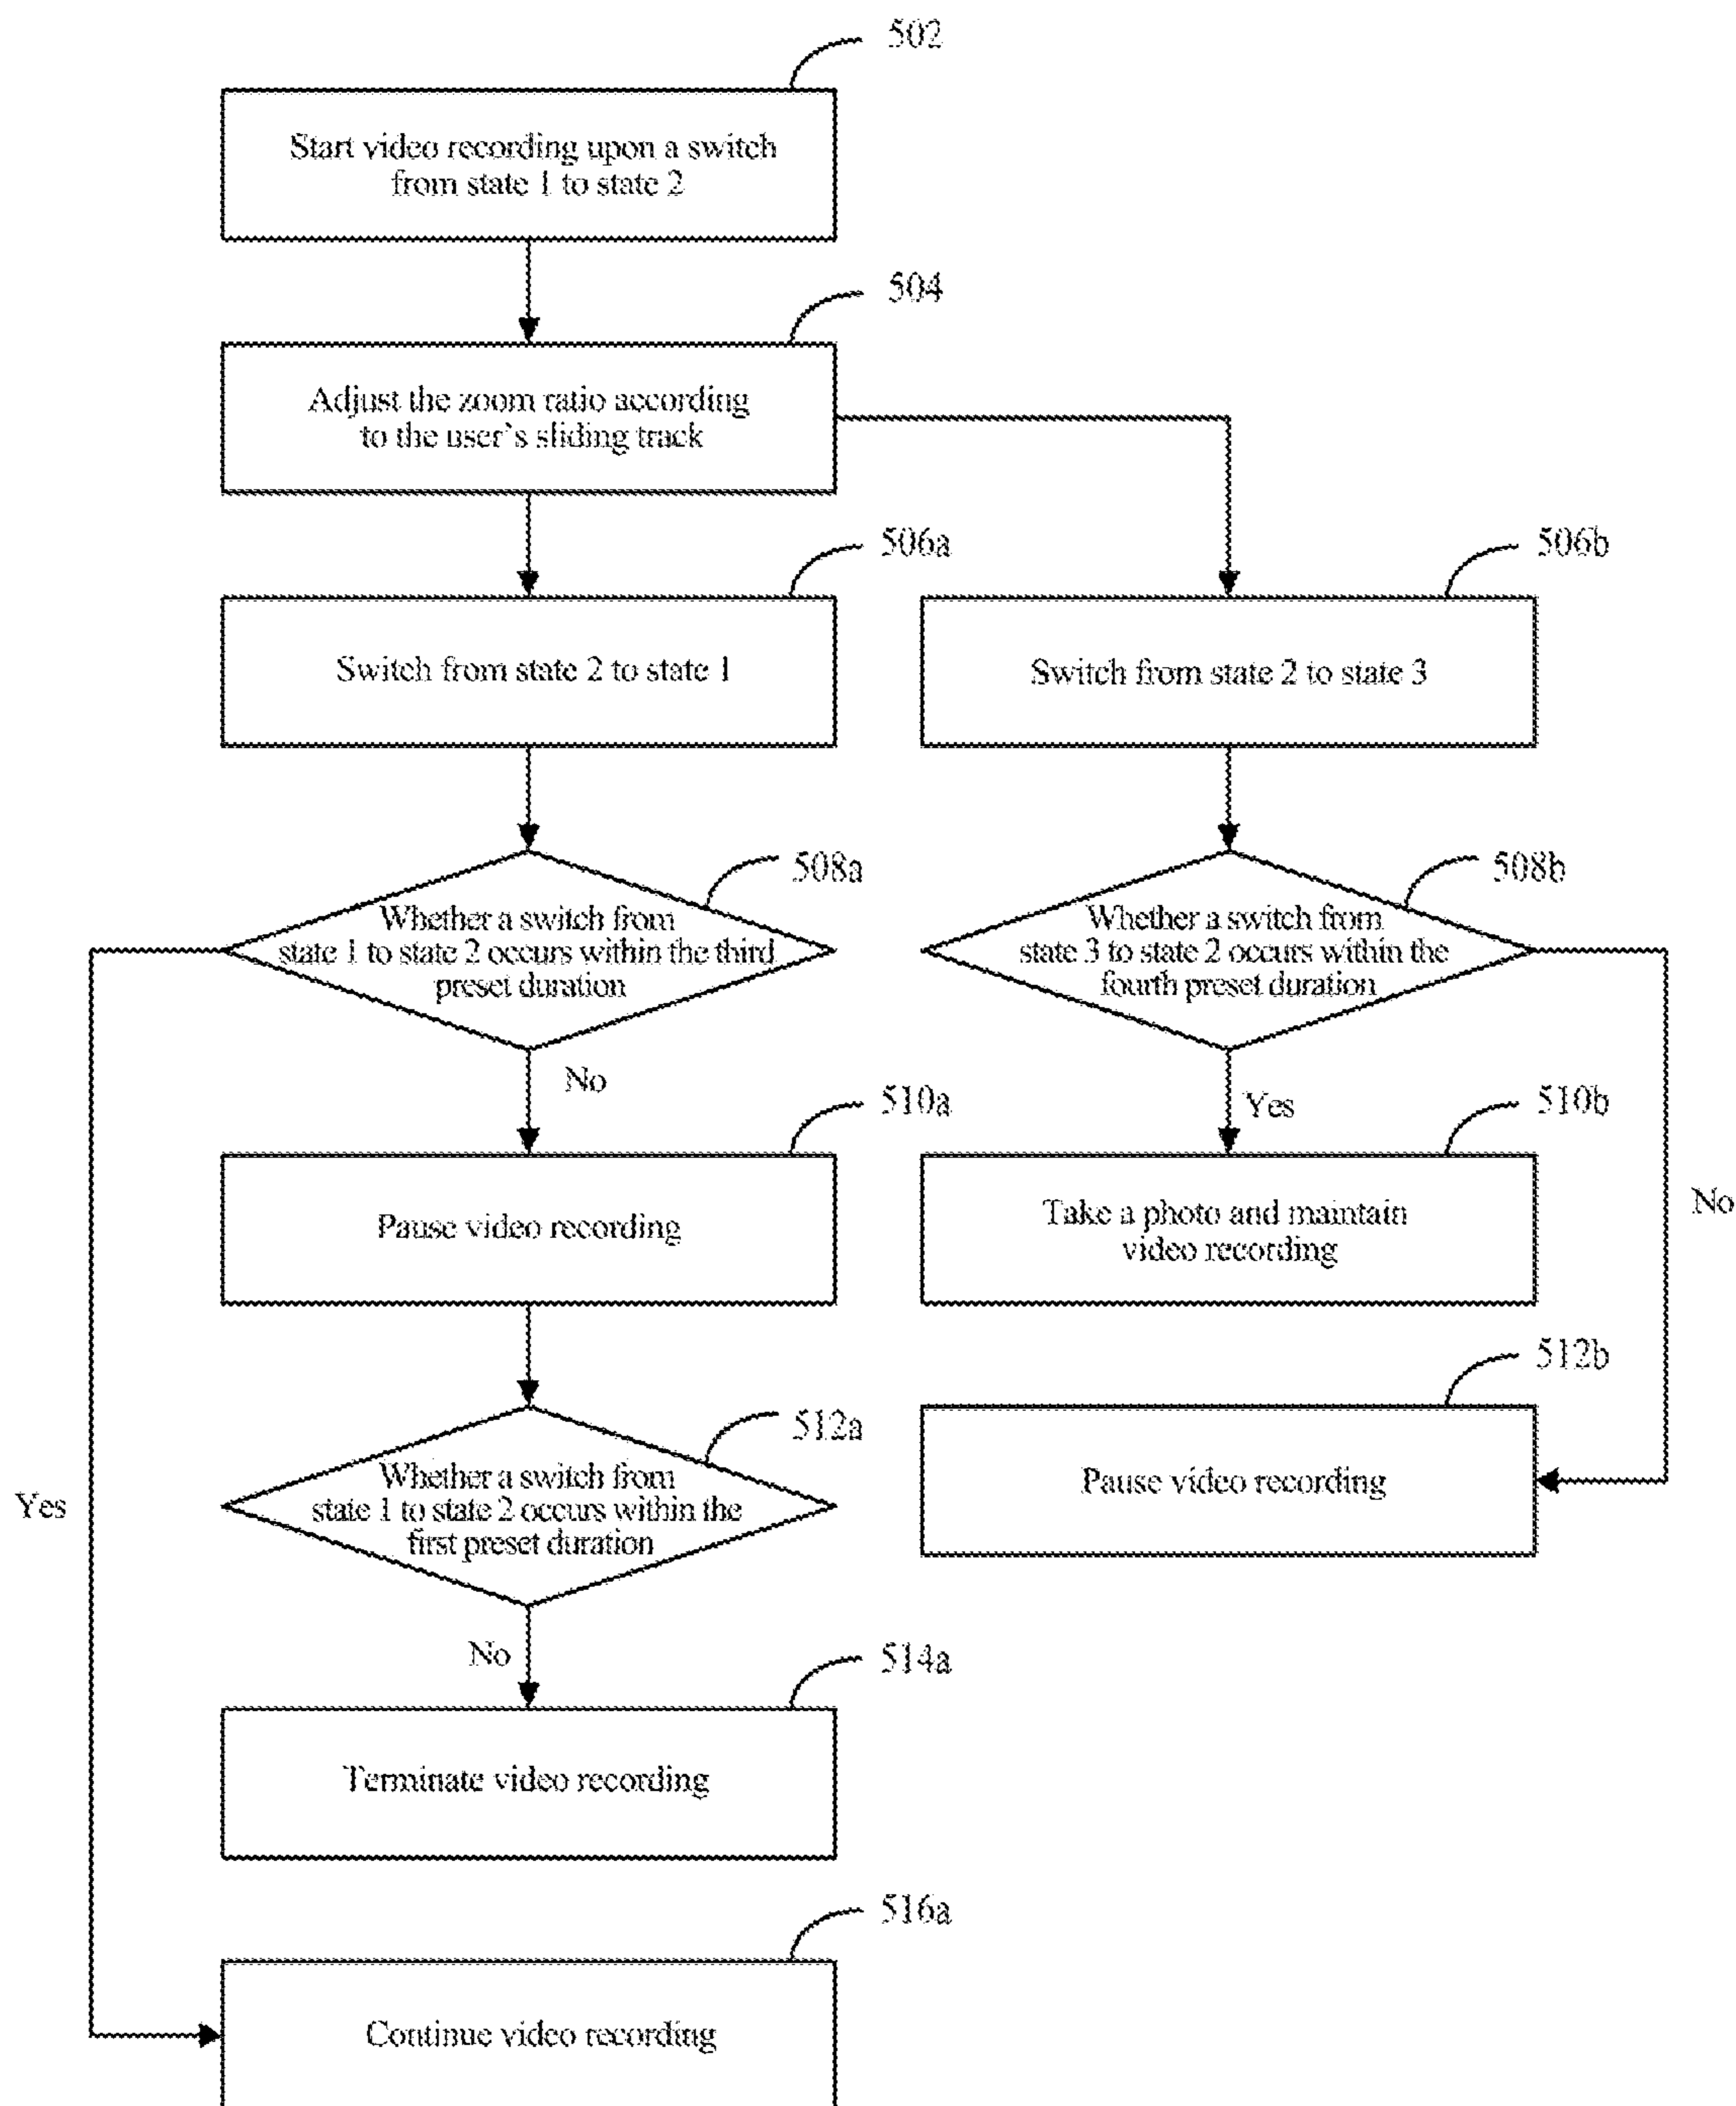 502
Start video recording upon a switch
from state 1 to state 2
504
Adjust the zoom ratio according
to the user's sliding track
506a
506b
Switch from state 2 to state 1
Switch from state 2 to state 3
508a
508b
Whether a switch from
state 1 to state 2 occurs within the third
preset duration
Whether a switch from
state 3 to state 2 occurs within the
fourth preset duration
No
Yes
510a
510b
Pause video recording
Take a photo and maintain
video recording
No
512a
512b
Whether a switch from
state 1 to state 2 occurs within the
first preset duration
Pause video recording
Yes
No
514a
Terminate video recording
516a
Continue video recording